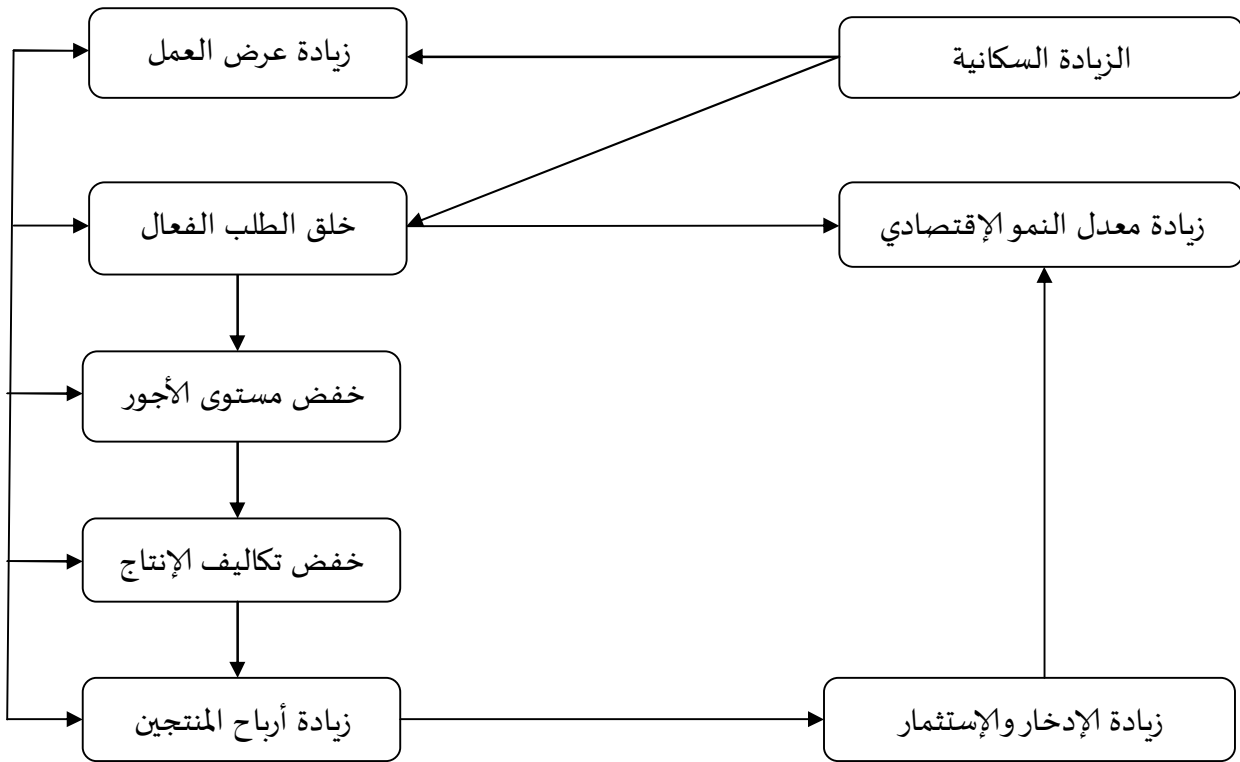 الزيادة السكانية
زيادة عرض العمل
زيادة معدل النمو الإقتصادي
خلق الطلب الفعال
خفض مستوى الأجور
خفض تكاليف الإنتاج
زيادة الإدخار والإستثمار
زيادة أرباح المنتجين